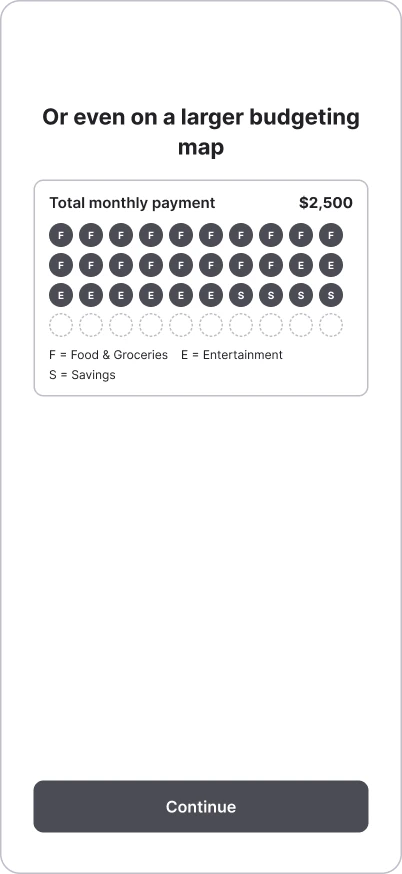 Or even on a larger budgeting
map
Total monthly payment $2,500
F F F F F F F F F F
F F F F F F F F E E
E E E E E E S S S S
F = Food & Groceries E = Entertainment
S = Savings
Continue